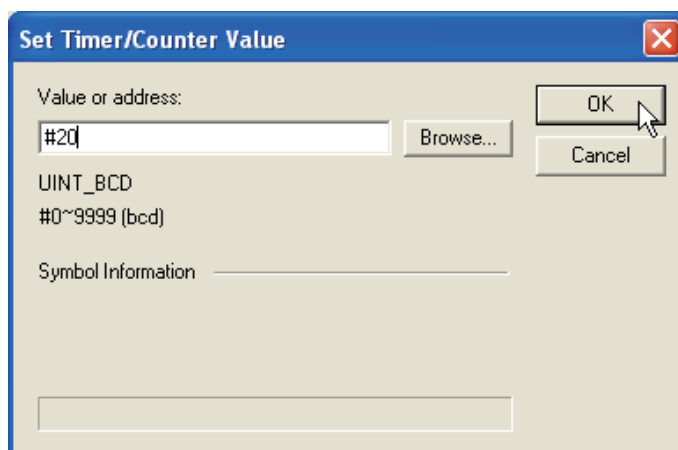 Set Timer/Counter Value
Value or address:
OK
#20
Browse...
Cancel
UINT_BCD
#0~9999 (bcd)
Symbol Information